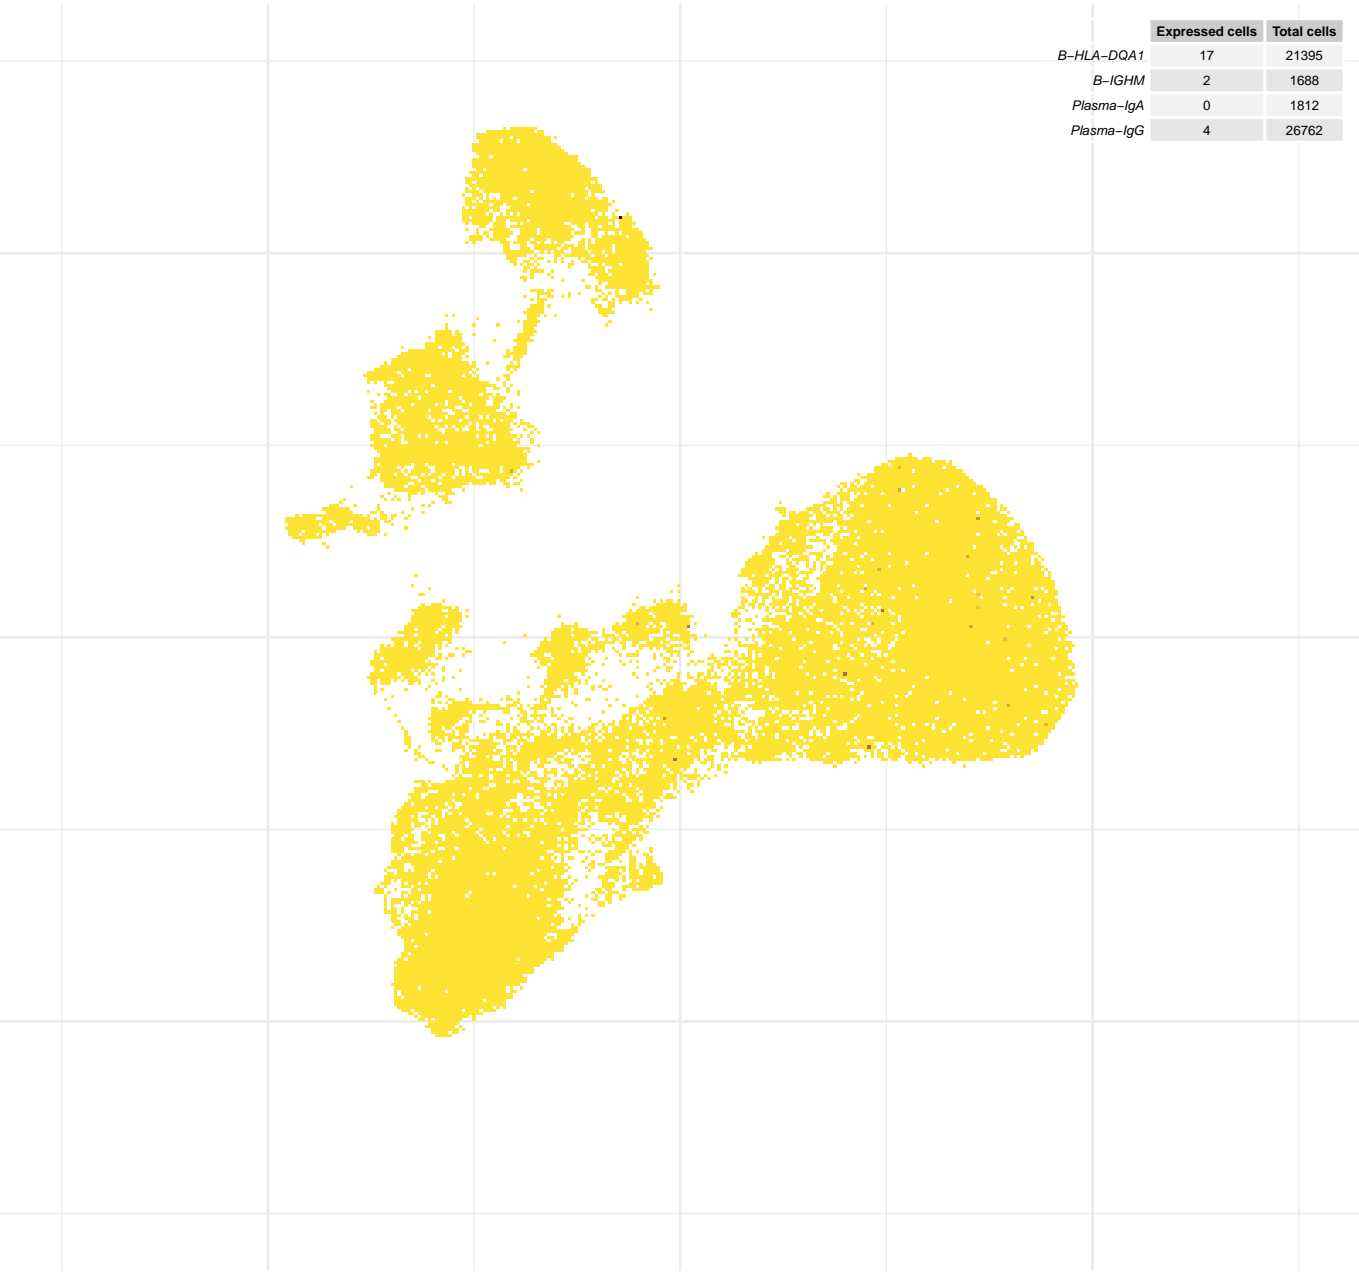 Expressed cells Total cells
B−HLA−DQA1 17 21395
B−IGHM 2 1688
Plasma−IgA 0 1812
Plasma−IgG 4 26762